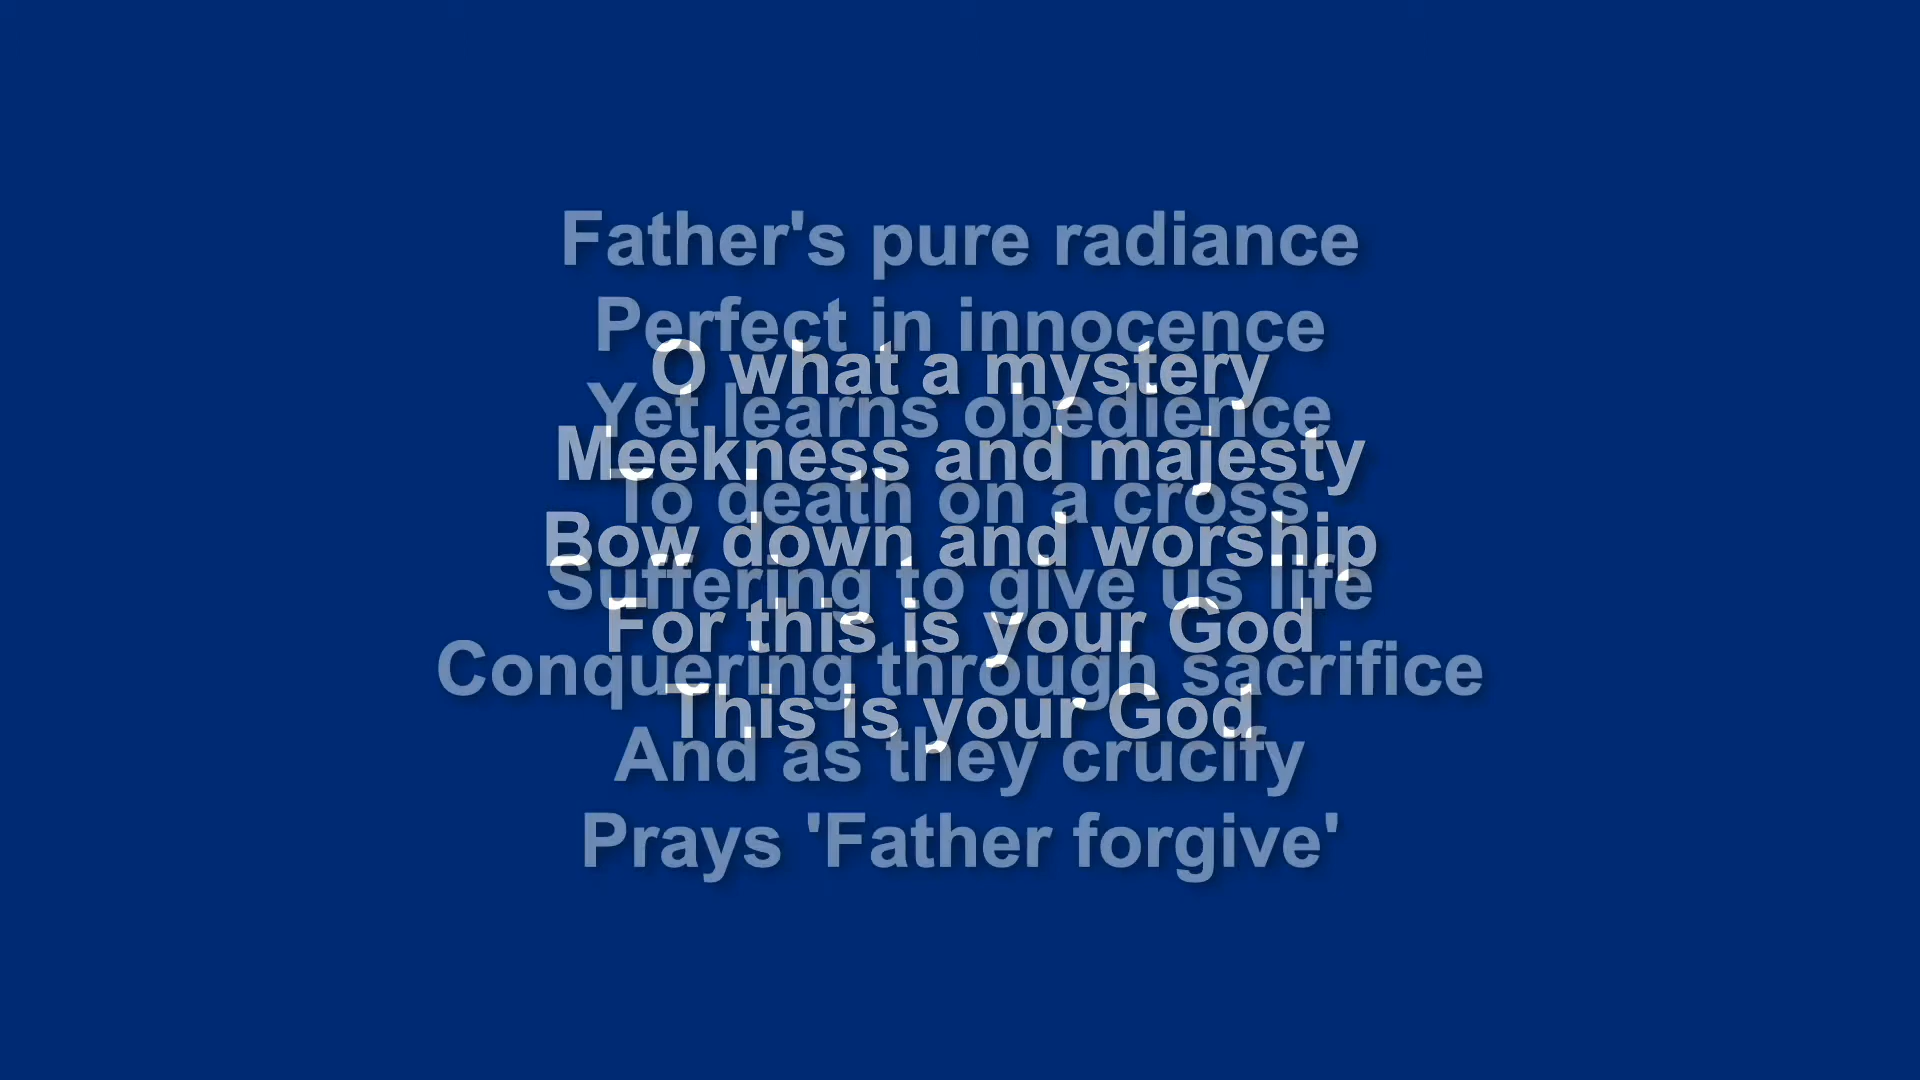 Father's pure radiance
Perfect in innocence
O what a mystery
Yet learns obedience
Meekness and majesty
To death on a cross
Bow down and worship
Suffering to give us life
For this is your God
Conquering through sacrifice
This is your God
And as they crucify
Prays 'Father forgive'